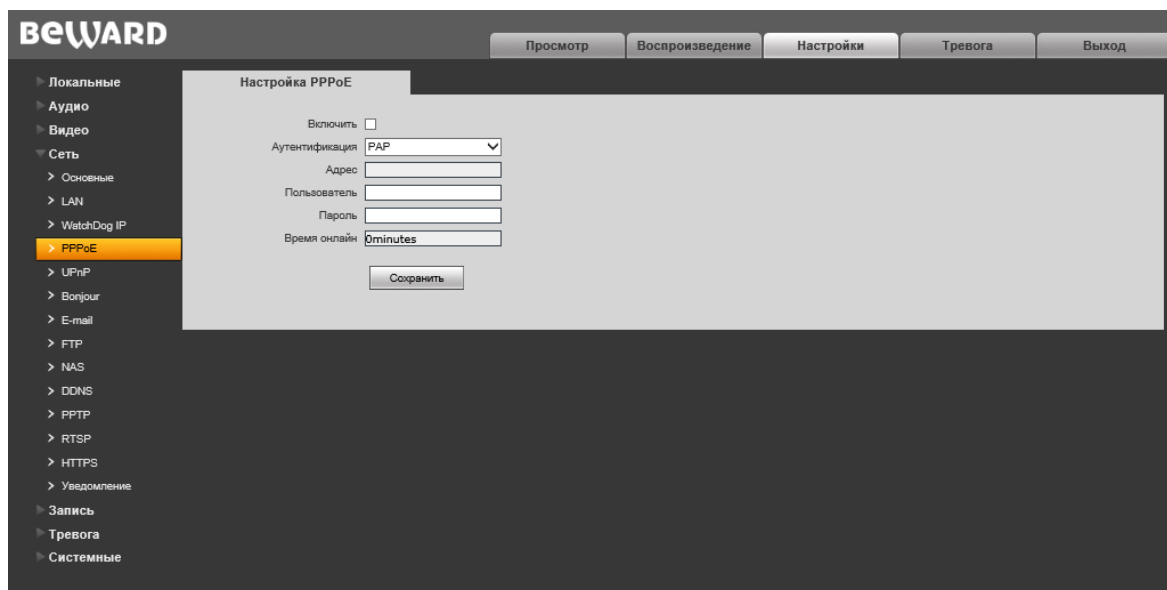 BEWARD
Просмотр
Воспроизведение
Настройки
Тревога
Выход
Локальные
Аудио
Видео
Сеть
Основные
LAN
WatchDog IP
PPPoE
UPnP
Bonjour
E-mail
FTP
NAS
DDNS
PPTP
RTSP
HTTPS
Уведомление
Запись
Тревога
Системные
Настройка PPPoE
Включить
Аутентификация PAP
Адрес
Пользователь
Пароль
Время онлайн 0minutes
Сохранить